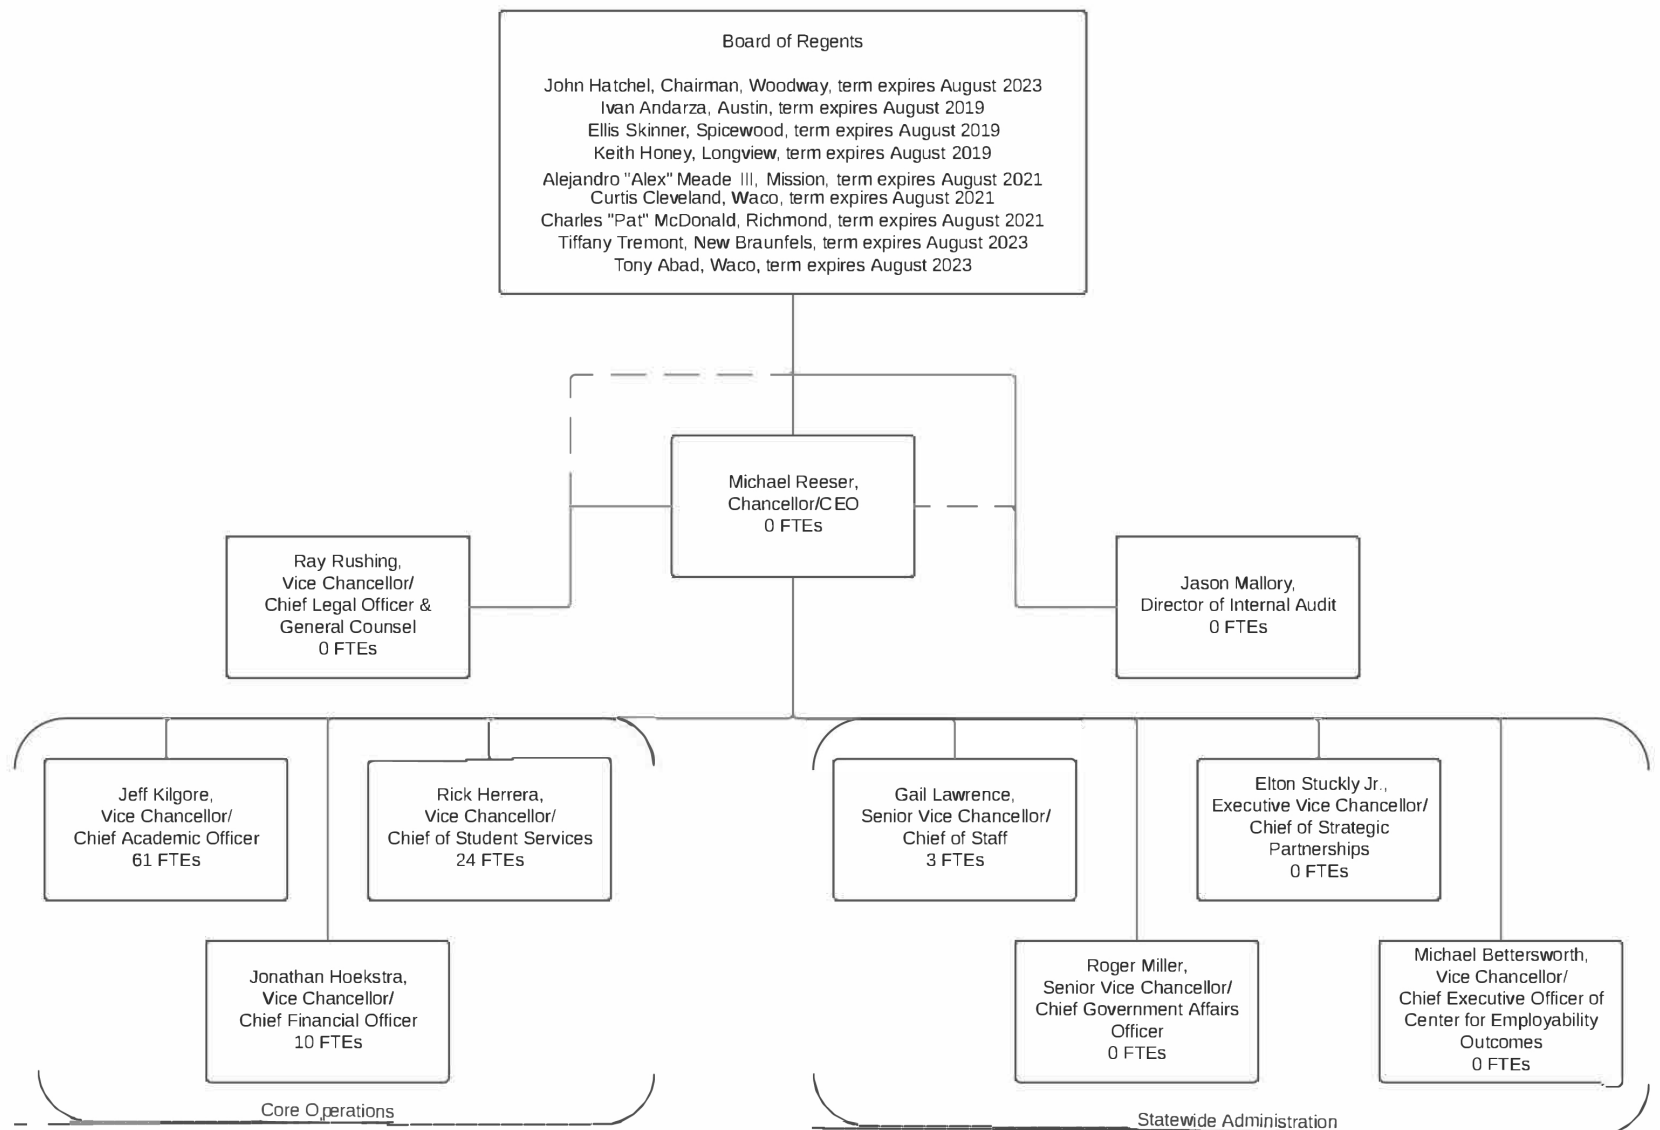 Board of Regents
John Hatchel, Chairman, Woodway, term expires August 2023
Ivan Andarza, Austin, term expires August 2019
Ellis Skinner, Spicewood, term expires August 2019
Keith Honey, Longview, term expires August 2019
Alejandro "Alex" Meade III, Mission, term expires August 2021
Curtis Cleveland, Waco, term expires August 2021
Charles "Pat" McDonald, Richmond, term expires August 2021
Tiffany Tremont, New Braunfels, term expires August 2023
Tony Abad, Waco, term expires August 2023
Michael Reeser,
Chancellor/CEO
0 FTEs
Ray Rushing,
Vice Chancellor/
Chief Legal Officer &
General Counsel
0 FTEs
Jason Mallory,
Director of Internal Audit
0 FTEs
Jeff Kilgore,
Vice Chancellor/
Chief Academic Officer
61 FTEs
Rick Herrera,
Vice Chancellor/
Chief of Student Services
24 FTEs
Gail Lawrence,
Senior Vice Chancellor/
Chief of Staff
3 FTEs
Elton Stuckly Jr.,
Executive Vice Chancellor/
Chief of Strategic
Partnerships
0 FTEs
Jonathan Hoekstra,
Vice Chancellor/
Chief Financial Officer
10 FTEs
Roger Miller,
Senior Vice Chancellor/
Chief Government Affairs
Officer
0 FTEs
Michael Bettersworth,
Vice Chancellor/
Chief Executive Officer of
Center for Employability
Outcomes
0 FTEs
Core Operations
Statewide Administration